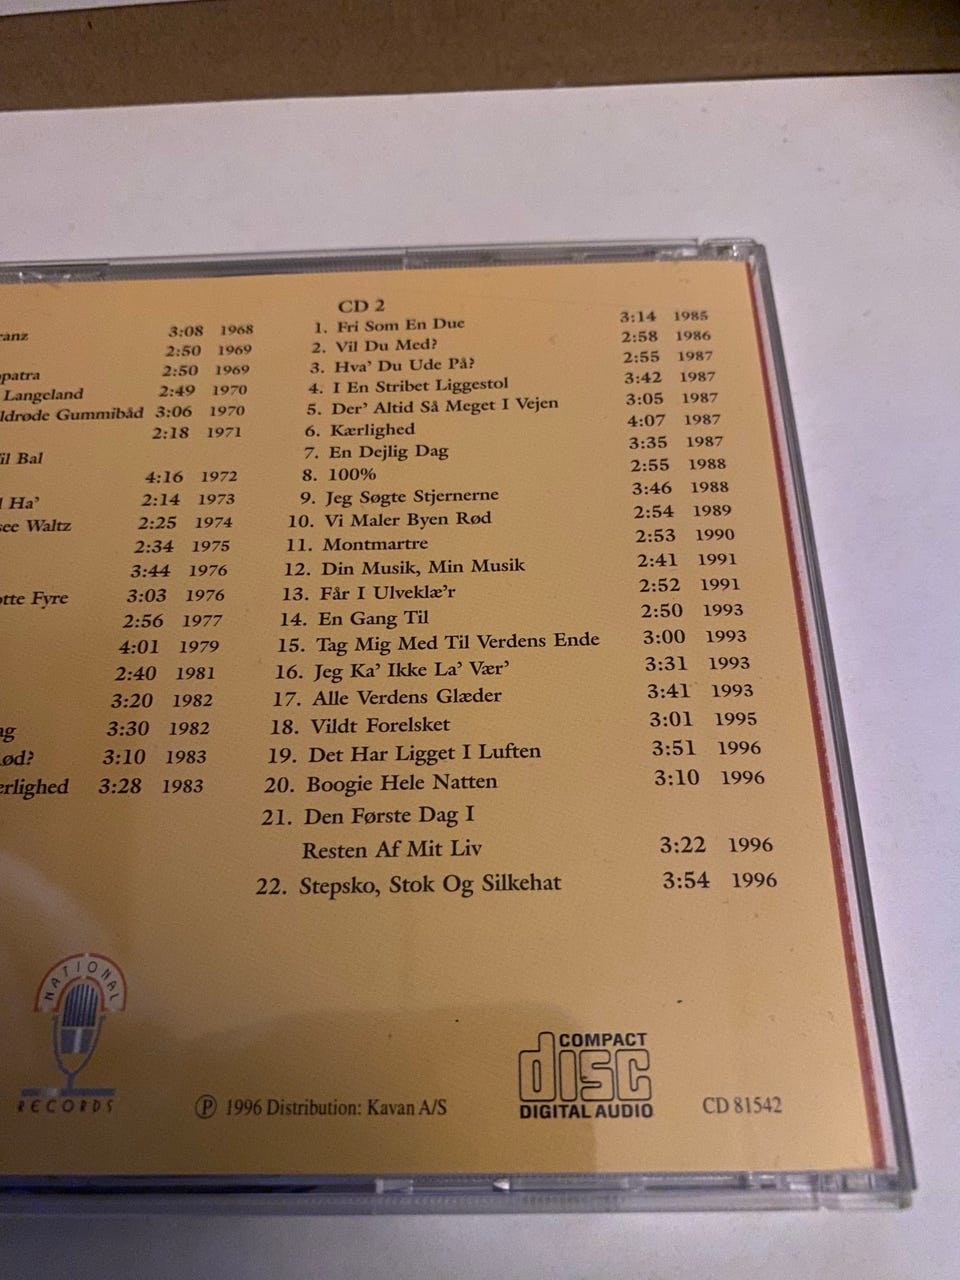 ranz 3:08 1968
2:50 1969
patra 2:50 1969
Langeland 2:49 1970
ldrøde Gummibåd 3:06 1970
2:18 1971
il Bal
4:16 1972
l Ha' 2:14 1973
see Waltz 2:25 1974
2:34 1975
3:44 1976
otte Fyre 3:03 1976
2:56 1977
4:01 1979
2:40 1981
3:20 1982
ag 3:30 1982
ød? 3:10 1983
erlighed 3:28 1983
CD 2
1. Fri Som En Due 3:14 1985
2. Vil Du Med? 2:58 1986
3. Hva' Du Ude På? 2:55 1987
4. I En Stribet Liggestol 3:42 1987
5. Der' Altid Så Meget I Vejen 3:05 1987
6. Kærlighed 4:07 1987
7. En Dejlig Dag 3:35 1987
8. 100% 2:55 1988
9. Jeg Søgte Stjernerne 3:46 1988
10. Vi Maler Byen Rød 2:54 1989
11. Montmartre 2:53 1990
12. Din Musik, Min Musik 2:41 1991
13. Får I Ulveklæ'r 2:52 1991
14. En Gang Til 2:50 1993
15. Tag Mig Med Til Verdens Ende 3:00 1993
16. Jeg Ka' Ikke La' Vær' 3:31 1993
17. Alle Verdens Glæder 3:41 1993
18. Vildt Forelsket 3:01 1995
19. Det Har Ligget I Luften 3:51 1996
20. Boogie Hele Natten 3:10 1996
21. Den Første Dag I
Resten Af Mit Liv 3:22 1996
22. Stepsko, Stok Og Silkehat 3:54 1996
NATIONAL
RECORDS
Ⓟ 1996 Distribution: Kavan A/S
COMPACT
disc
DIGITAL AUDIO
CD 81542